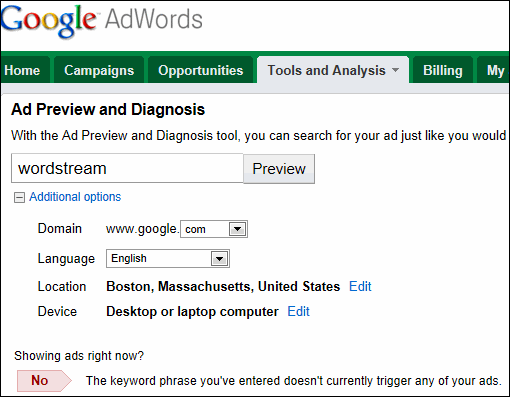 Google AdWords
Home Campaigns Opportunities Tools and Analysis Billing My
Ad Preview and Diagnosis
With the Ad Preview and Diagnosis tool, you can search for your ad just like you would
wordstream Preview
Additional options
Domain www.google. com
Language English
Location Boston, Massachusetts, United States Edit
Device Desktop or laptop computer Edit
Showing ads right now?
No The keyword phrase you've entered doesn't currently trigger any of your ads.